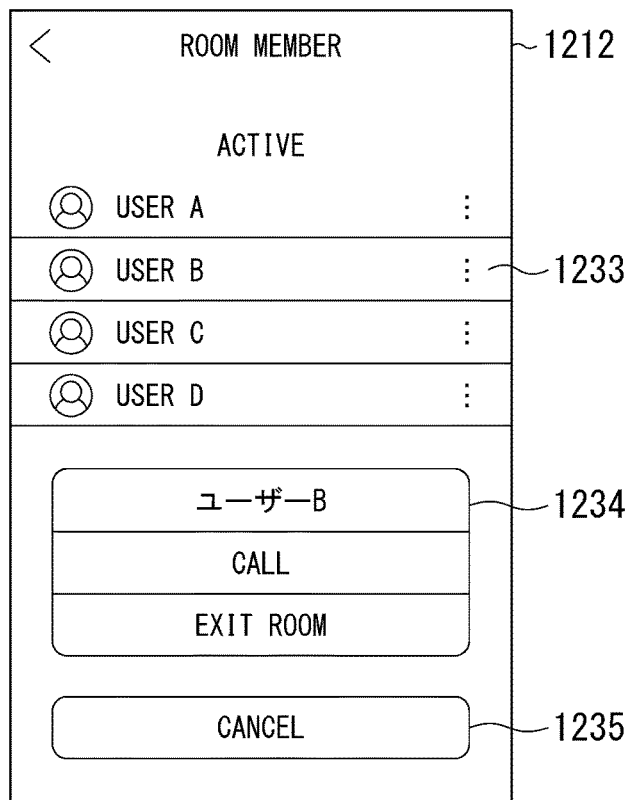 ROOM MEMBER
1212
ACTIVE
USER A
USER B
1233
USER C
USER D
ユーザーB
1234
CALL
EXIT ROOM
CANCEL
1235